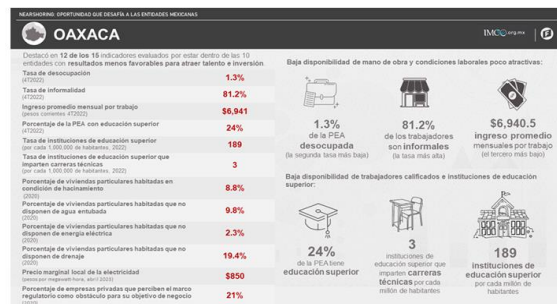 NEARSHORING: OPORTUNIDAD QUE DESAFÍA A LAS ENTIDADES MEXICANAS
OAXACA
IMCO.org.mx
Destacó en 12 de los 15 indicadores evaluados por estar dentro de las 10
entidades con resultados menos favorables para atraer talento e inversión.
Tasa de desocupación
(4T2022)
1.3%
Tasa de informalidad
(4T2022)
81.2%
Ingreso promedio mensual por trabajo
(pesos corrientes 4T2022)
$6,941
Porcentaje de la PEA con educación superior
(4T2022)
24%
Tasa de instituciones de educación superior
(por cada 1,000,000 de habitantes, 2022)
189
Tasa de instituciones de educación superior que
imparten carreras técnicas
(por cada 1,000,000 de habitantes, 2022)
3
Porcentaje de viviendas particulares habitadas en
condición de hacinamiento
(2020)
8.8%
Porcentaje de viviendas particulares habitadas que no
disponen de agua entubada
(2020)
9.8%
Porcentaje de viviendas particulares habitadas que no
disponen de energía eléctrica
(2020)
2.3%
Porcentaje de viviendas particulares habitadas que no
disponen de drenaje
(2020)
19.4%
Precio marginal local de la electricidad
(pesos por megawatt-hora, abril 2023)
$850
Porcentaje de empresas privadas que perciben el marco
regulatorio como obstáculo para su objetivo de negocio
(2020)
21%
Baja disponibilidad de mano de obra y condiciones laborales poco atractivas:
1.3%
de la PEA
desocupada
(la segunda tasa más baja)
81.2%
de los trabajadores
son informales
(la tasa más alta)
$6,940.5
ingreso promedio
mensuales por trabajo
(el tercero más bajo)
Baja disponibilidad de trabajadores calificados e instituciones de educación
superior:
24%
de la PEA tiene
educación superior
3
instituciones de
educación superior que
imparten carreras
técnicas por cada
millón de habitantes
189
instituciones de
educación superior
por cada millón de
habitantes